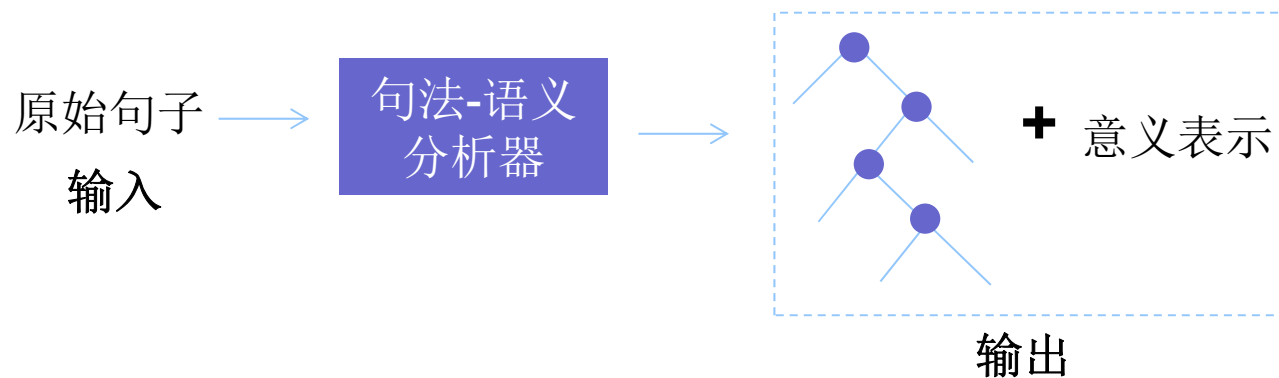 原始句子
输入
句法-语义
分析器
+ 意义表示
输出